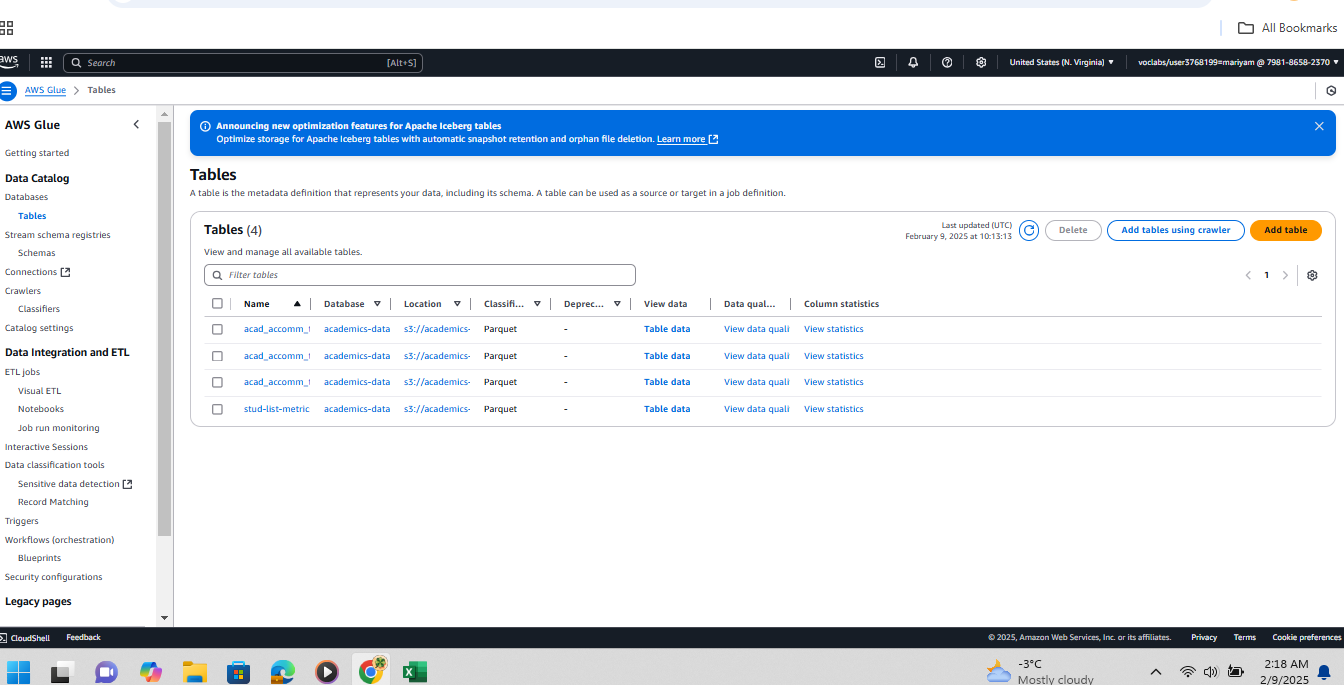 All Bookmarks
aws
Search
[Alt+S]
United States (N. Virginia)
voclabs/user3768199=mariyam @ 7981-8658-2370
AWS Glue > Tables
AWS Glue
Getting started
Data Catalog
Databases
Tables
Stream schema registries
Schemas
Connections
Crawlers
Classifiers
Catalog settings
Data Integration and ETL
ETL jobs
Visual ETL
Notebooks
Job run monitoring
Interactive Sessions
Data classification tools
Sensitive data detection
Record Matching
Triggers
Workflows (orchestration)
Blueprints
Security configurations
Legacy pages
Announcing new optimization features for Apache Iceberg tables
Optimize storage for Apache Iceberg tables with automatic snapshot retention and orphan file deletion. Learn more
Tables
A table is the metadata definition that represents your data, including its schema. A table can be used as a source or target in a job definition.
Tables (4)
Last updated (UTC)
February 9, 2025 at 10:13:13
Delete
Add tables using crawler
Add table
View and manage all available tables.
Filter tables
1
Name Database Location Classifi... Deprec... View data Data qual... Column statistics
acad_accomm_ academics-data s3://academics- Parquet - Table data View data quali View statistics
acad_accomm_ academics-data s3://academics- Parquet - Table data View data quali View statistics
acad_accomm_ academics-data s3://academics- Parquet - Table data View data quali View statistics
stud-list-metric academics-data s3://academics- Parquet - Table data View data quali View statistics
CloudShell Feedback
© 2025, Amazon Web Services, Inc. or its affiliates. Privacy Terms Cookie preferences
-3°C
Mostly cloudy
2:18 AM
2/9/2025